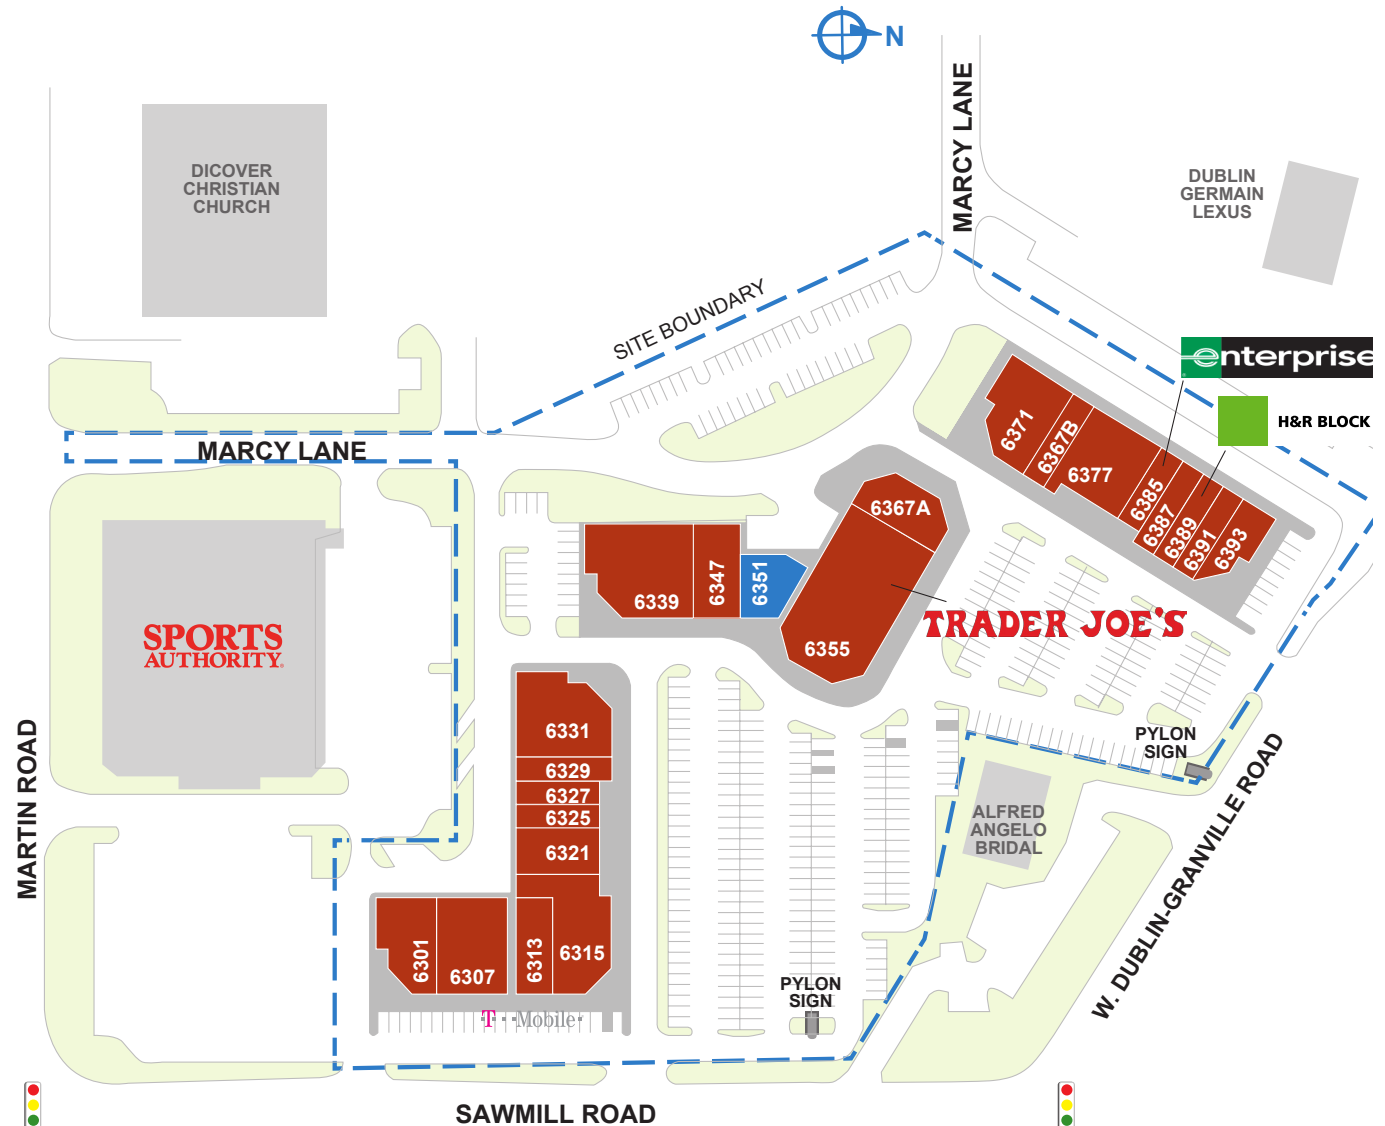 N
MARCY LANE
DICOVER
CHRISTIAN
CHURCH
DUBLIN
GERMAIN
LEXUS
SITE BOUNDARY
enterprise
H&R BLOCK
MARCY LANE
6371
6367B
6377
6385
6387
6389
6391
6393
6367A
6339
6347
6351
6355
TRADER JOE'S
SPORTS
AUTHORITY
6331
6329
6327
6325
6321
6301
6307
6313
6315
T-Mobile
PYLON
SIGN
PYLON
SIGN
ALFRED
ANGELO
BRIDAL
MARTIN ROAD
W. DUBLIN-GRANVILLE ROAD
SAWMILL ROAD